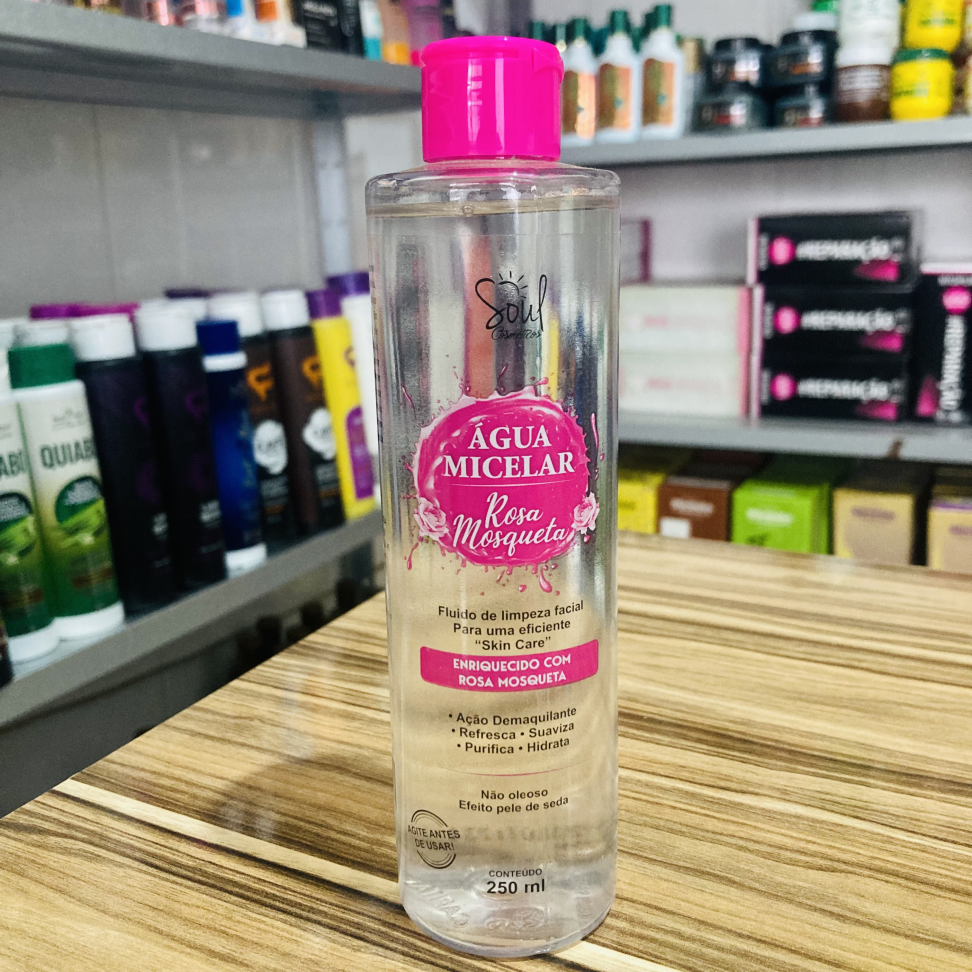 Soul
Cosméticos
ÁGUA
MICELAR
Rosa
Mosqueta
Fluido de limpeza facial
Para uma eficiente
“Skin Care”
ENRIQUECIDO COM
ROSA MOSQUETA
• Ação Demaquilante
• Refresca • Suaviza
• Purifica • Hidrata
Não oleoso
Efeito pele de seda
AGITE ANTES
DE USAR!
CONTEÚDO
250 ml
QUIABO
#REPARAÇÃO
#REPARAÇÃO
#REPARAÇÃO